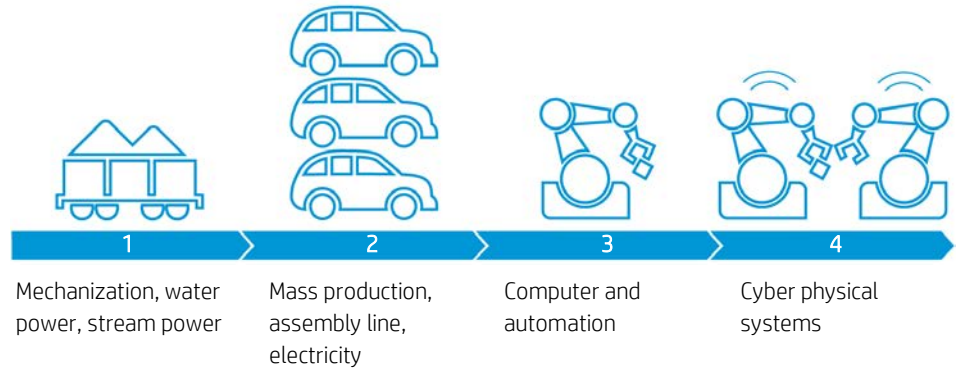 1
2
3
4
Mechanization, water
power, stream power
Mass production,
assembly line,
electricity
Computer and
automation
Cyber physical
systems